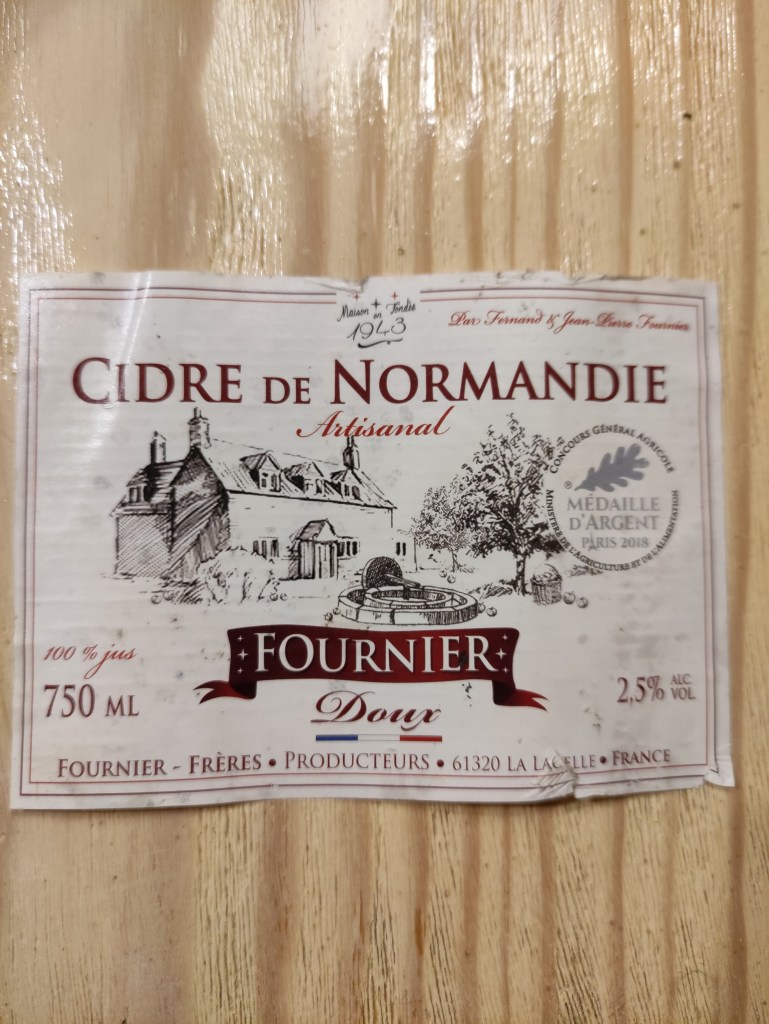 Maison en Fondée
1943
Par Fernand & Jean-Pierre Fournier
CIDRE DE NORMANDIE
Artisanal
CONCOURS GÉNÉRAL AGRICOLE
®
MÉDAILLE
D'ARGENT
PARIS 2018
MINISTÈRE DE L'AGRICULTURE ET DE L'ALIMENTATION
100 % jus
750 ML
FOURNIER
2,5% ALC.
VOL.
Doux
FOURNIER - FRÈRES • PRODUCTEURS • 61320 LA LACELLE • FRANCE